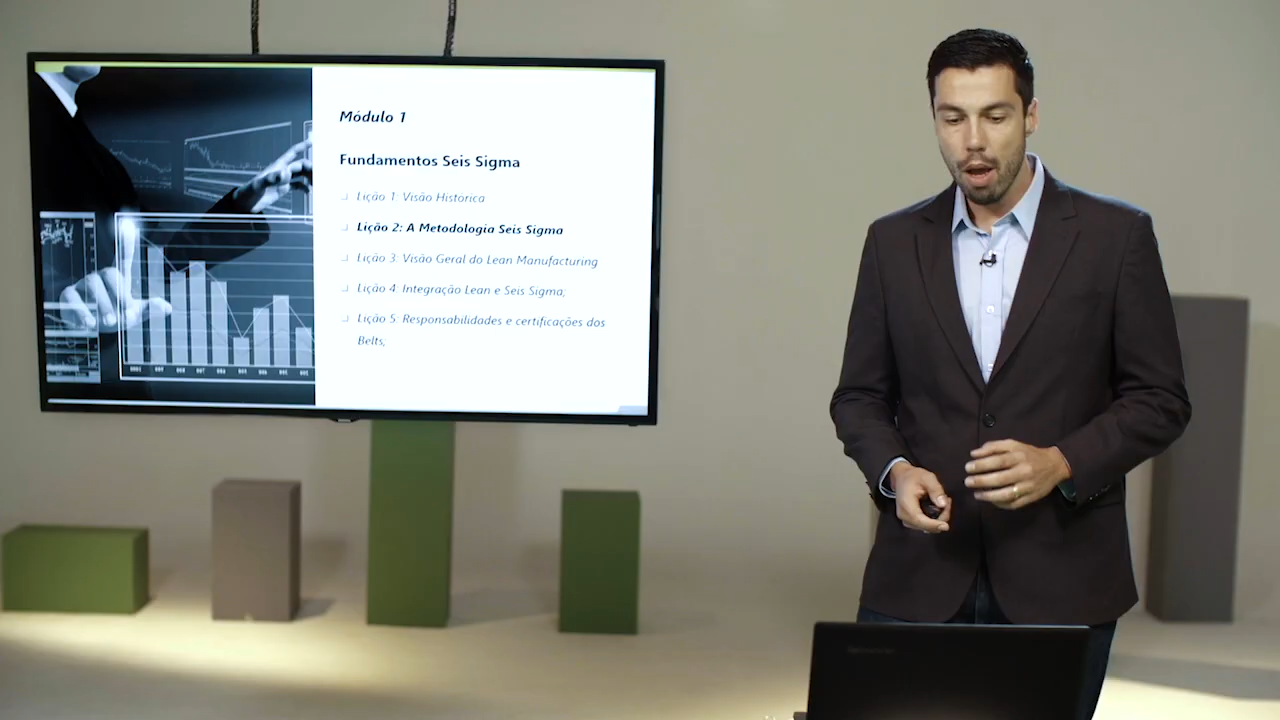 Módulo 1
Fundamentos Seis Sigma
Lição 1: Visão Historica
Lição 2: A Metodologia Seis Sigma
Lição 3: Visão Geral do Lean Manufacturing
Lição 4: Integração Lean e Seis Sigma;
Lição 5: Responsabilidades e certificações dos
Belts;